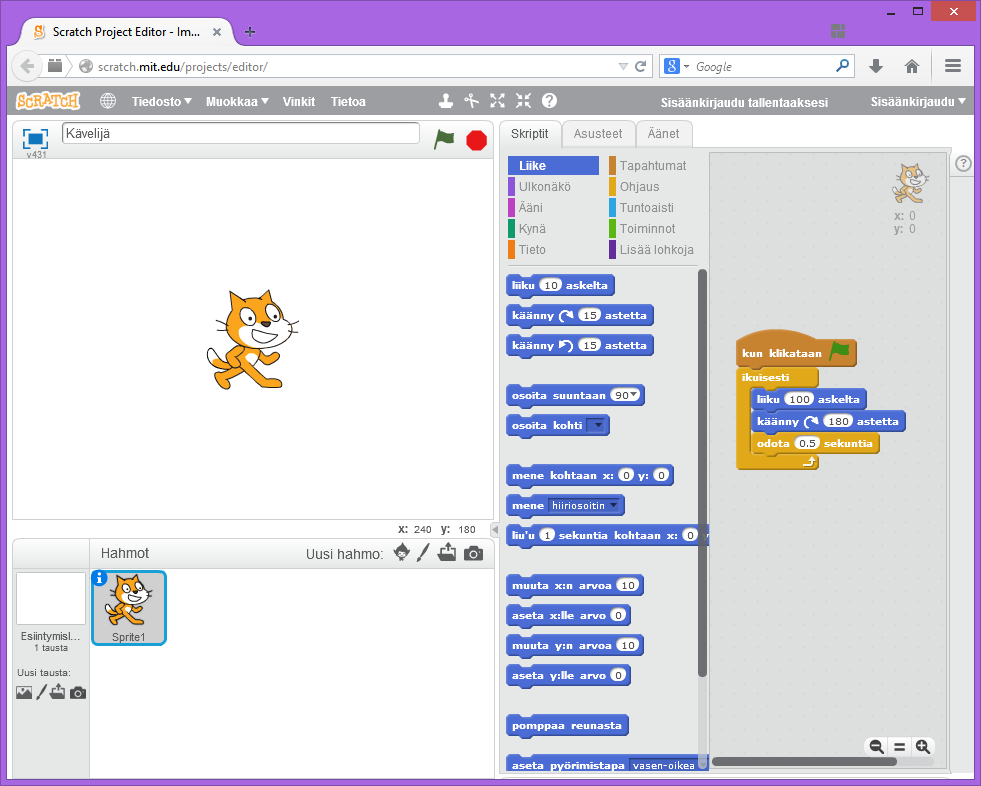 Scratch Project Editor - Im...
scratch.mit.edu/projects/editor/
Google
SCRATCH
Tiedosto
Muokkaa
Vinkit
Tietoa
Sisäänkirjaudu tallentaaksesi
Sisäänkirjaudu
v431
Kävelijä
x: 240 y: 180
Hahmot
Uusi hahmo:
Sprite1
Esiintymisl...
1 tausta
Uusi tausta:
Skriptit
Asusteet
Äänet
Liike
Tapahtumat
Ulkonäkö
Ohjaus
Ääni
Tuntoaisti
Kynä
Toiminnot
Tieto
Lisää lohkoja
liiku 10 askelta
käänny 15 astetta
käänny 15 astetta
osoita suuntaan 90
osoita kohti
mene kohtaan x: 0 y: 0
mene hiiriosoitin
liu'u 1 sekuntia kohtaan x: 0
muuta x:n arvoa 10
aseta x:lle arvo 0
muuta y:n arvoa 10
aseta y:lle arvo 0
pomppaa reunasta
aseta pyörimistapa vasen-oikea
x: 0
y: 0
kun klikataan
ikuisesti
liiku 100 askelta
käänny 180 astetta
odota 0.5 sekuntia